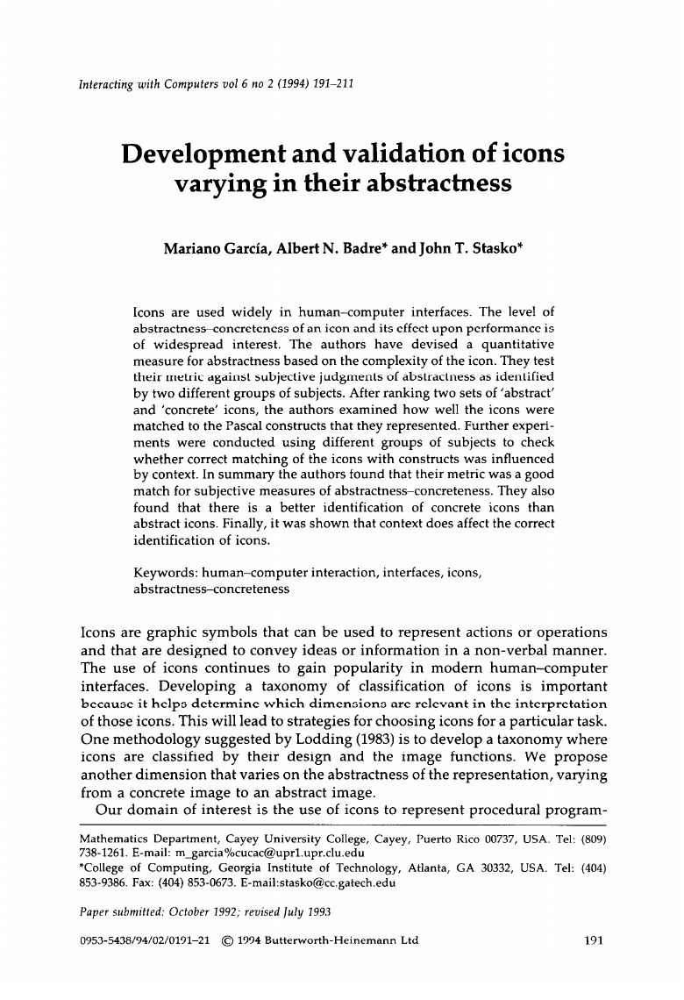 Interacting with Computers vol 6 no 2 (1994) 191–211
Development and validation of icons
varying in their abstractness
Mariano García, Albert N. Badre* and John T. Stasko*
Icons are used widely in human–computer interfaces. The level of
abstractness–concreteness of an icon and its effect upon performance is
of widespread interest. The authors have devised a quantitative
measure for abstractness based on the complexity of the icon. They test
their metric against subjective judgments of abstractness as identified
by two different groups of subjects. After ranking two sets of ‘abstract’
and ‘concrete’ icons, the authors examined how well the icons were
matched to the Pascal constructs that they represented. Further experi-
ments were conducted using different groups of subjects to check
whether correct matching of the icons with constructs was influenced
by context. In summary the authors found that their metric was a good
match for subjective measures of abstractness–concreteness. They also
found that there is a better identification of concrete icons than
abstract icons. Finally, it was shown that context does affect the correct
identification of icons.
Keywords: human–computer interaction, interfaces, icons,
abstractness–concreteness
Icons are graphic symbols that can be used to represent actions or operations
and that are designed to convey ideas or information in a non-verbal manner.
The use of icons continues to gain popularity in modern human–computer
interfaces. Developing a taxonomy of classification of icons is important
because it helps determine which dimensions are relevant in the interpretation
of those icons. This will lead to strategies for choosing icons for a particular task.
One methodology suggested by Lodding (1983) is to develop a taxonomy where
icons are classified by their design and the image functions. We propose
another dimension that varies on the abstractness of the representation, varying
from a concrete image to an abstract image.
Our domain of interest is the use of icons to represent procedural program-
Mathematics Department, Cayey University College, Cayey, Puerto Rico 00737, USA. Tel: (809)
738-1261. E-mail: m_garcia%cucac@upr1.upr.clu.edu
*College of Computing, Georgia Institute of Technology, Atlanta, GA 30332, USA. Tel: (404)
853-9386. Fax: (404) 853-0673. E-mail:stasko@cc.gatech.edu
Paper submitted: October 1992; revised July 1993
0953-5438/94/02/0191–21 © 1994 Butterworth-Heinemann Ltd 191